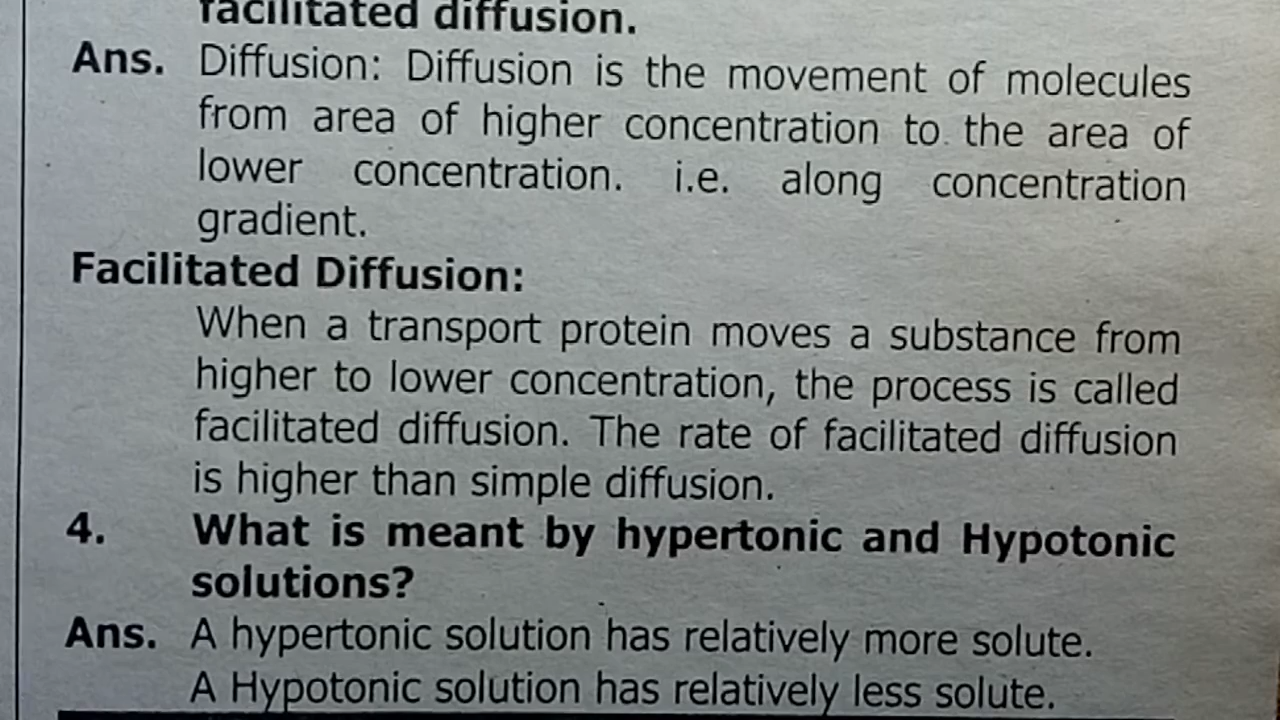 facilitated diffusion.
Ans. Diffusion: Diffusion is the movement of molecules
from area of higher concentration to the area of
lower concentration. i.e. along concentration
gradient.
Facilitated Diffusion:
When a transport protein moves a substance from
higher to lower concentration, the process is called
facilitated diffusion. The rate of facilitated diffusion
is higher than simple diffusion.
4. What is meant by hypertonic and Hypotonic
solutions?
Ans. A hypertonic solution has relatively more solute.
A Hypotonic solution has relatively less solute.